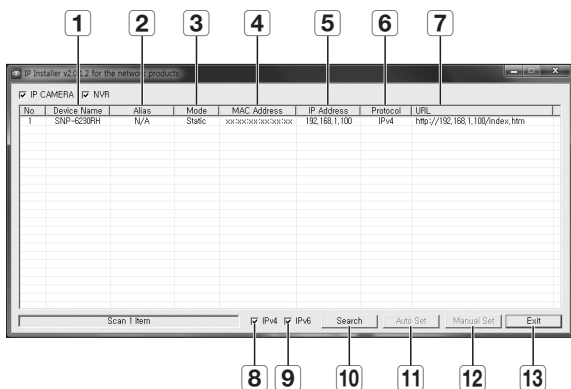 1 2 3 4 5 6 7
IP Installer v2.0.1.2 for the network products
IP CAMERA NVR
No Device Name Alias Mode MAC Address IP Address Protocol URL
1 SNP-6230RH N/A Static xx:xx:xx:xx:xx:xx 192,168,1,100 IPv4 http://192,168,1,100/index,htm
Scan 1 Item IPv4 IPv6 Search Auto Set Manual Set Exit
8 9 10 11 12 13